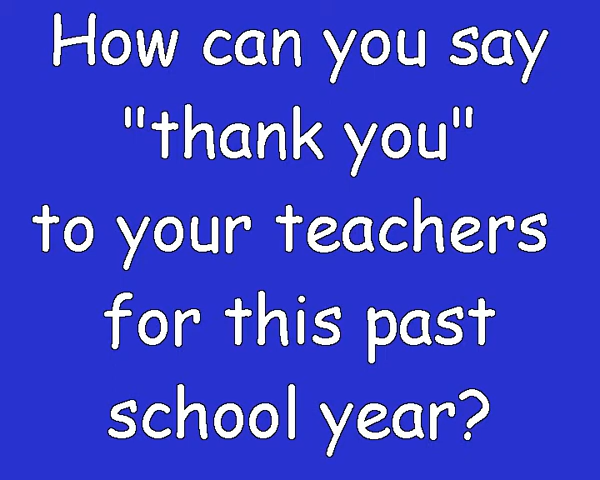 How can you say
"thank you"
to your teachers
for this past
school year?